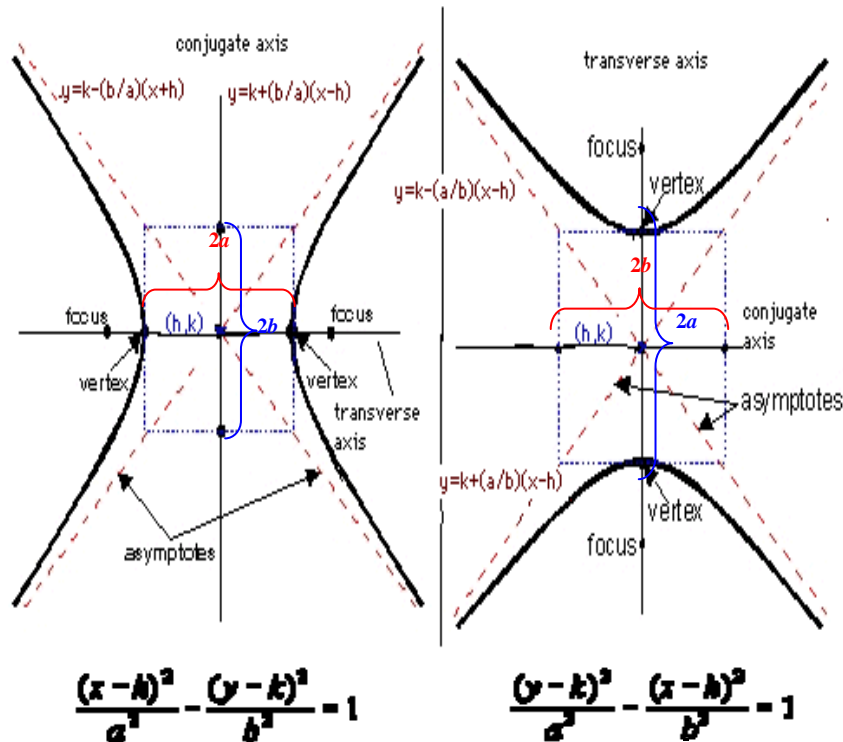 conjugate axis
y=k-(b/a)(x+h)
y=k+(b/a)(x-h)
2a
focus
(h,k)
2b
focus
vertex
vertex
transverse
axis
asymptotes
(x-h)²/a² - (y-k)²/b² = 1
transverse axis
focus
vertex
y=k-(a/b)(x-h)
2b
(h,k)
2a
conjugate
axis
asymptotes
y=k+(a/b)(x-h)
vertex
focus
(y-k)²/a² - (x-h)²/b² = 1